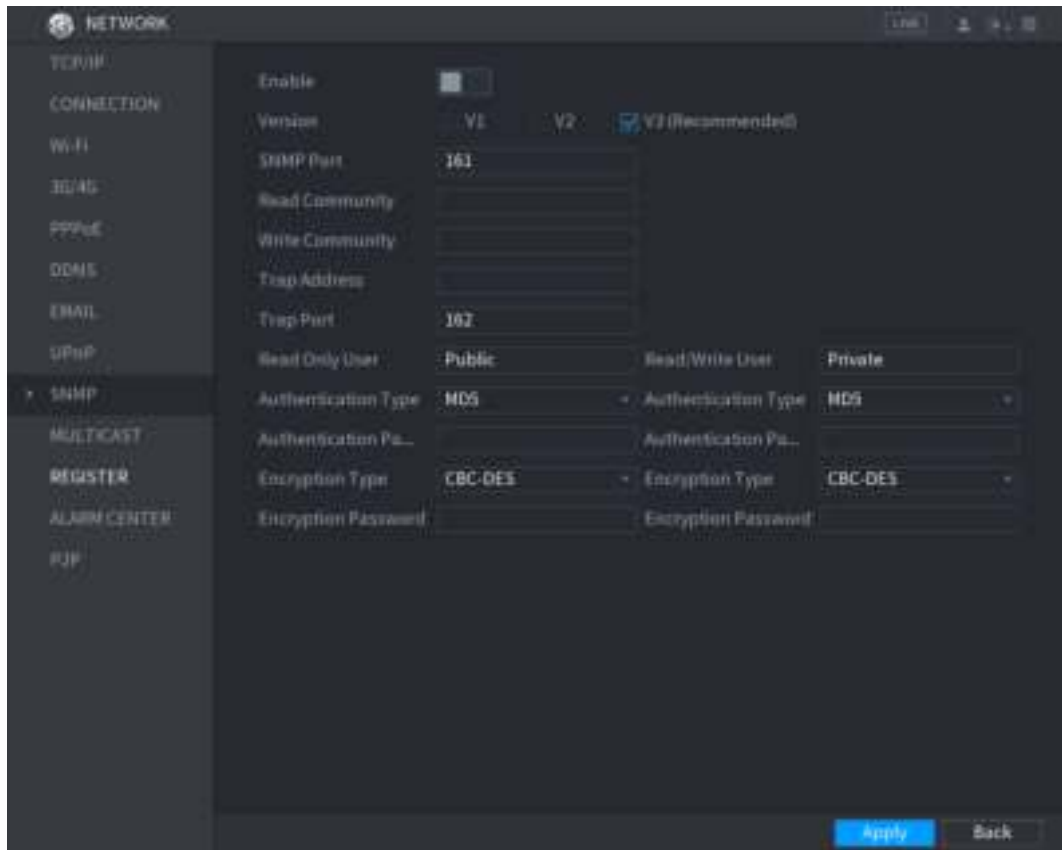 NETWORK
LIVE
TCP/IP
CONNECTION
Wi-Fi
3G/4G
PPPoE
DDNS
EMAIL
UPnP
SNMP
MULTICAST
REGISTER
ALARM CENTER
P2P
Enable
Version V1 V2 V3 (Recommended)
SNMP Port 161
Read Community
Write Community
Trap Address
Trap Port 162
Read Only User Public Read/Write User Private
Authentication Type MD5 Authentication Type MD5
Authentication Pa... Authentication Pa...
Encryption Type CBC-DES Encryption Type CBC-DES
Encryption Password Encryption Password
Apply Back